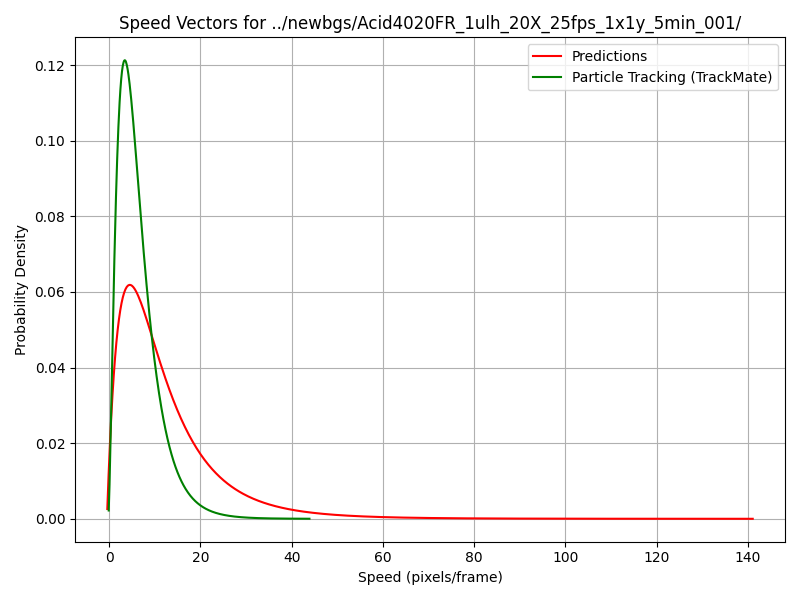 Speed Vectors for ../newbgs/Acid4020FR_1ulh_20X_25fps_1x1y_5min_001/
Predictions
Particle Tracking (TrackMate)
0.12
0.10
0.08
0.06
0.04
0.02
0.00
Probability Density
0 20 40 60 80 100 120 140
Speed (pixels/frame)